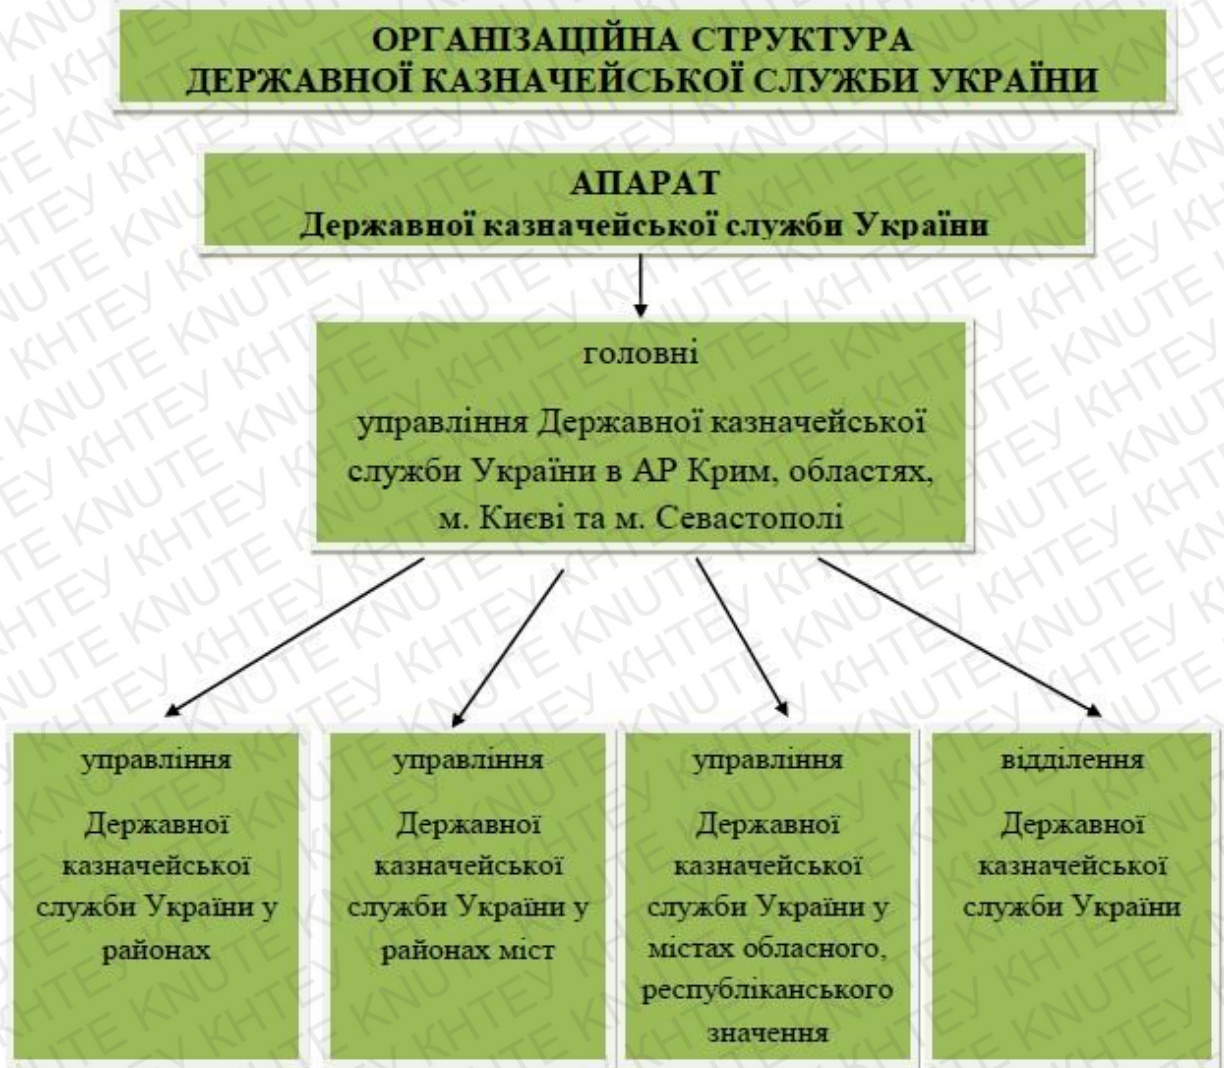 ОРГАНІЗАЦІЙНА СТРУКТУРА
ДЕРЖАВНОЇ КАЗНАЧЕЙСЬКОЇ СЛУЖБИ УКРАЇНИ
АПАРАТ
Державної казначейської служби України
головні
управління Державної казначейської
служби України в АР Крим, областях,
м. Києві та м. Севастополі
управління
Державної
казначейської
служби України у
районах
управління
Державної
казначейської
служби України у
районах міст
управління
Державної
казначейської
служби України у
містах обласного,
республіканського
значення
відділення
Державної
казначейської
служби України